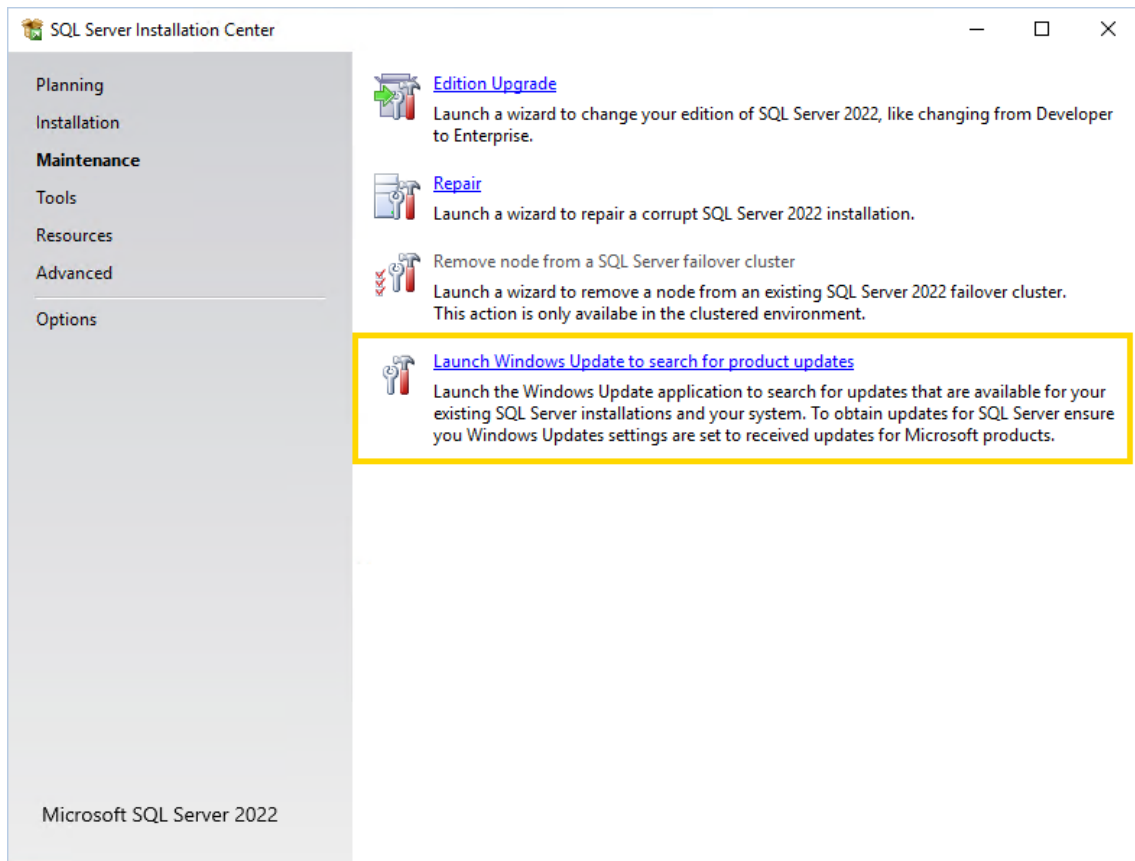 SQL Server Installation Center
Planning
Installation
Maintenance
Tools
Resources
Advanced
Options
Microsoft SQL Server 2022
Edition Upgrade
Launch a wizard to change your edition of SQL Server 2022, like changing from Developer
to Enterprise.
Repair
Launch a wizard to repair a corrupt SQL Server 2022 installation.
Remove node from a SQL Server failover cluster
Launch a wizard to remove a node from an existing SQL Server 2022 failover cluster.
This action is only availabe in the clustered environment.
Launch Windows Update to search for product updates
Launch the Windows Update application to search for updates that are available for your
existing SQL Server installations and your system. To obtain updates for SQL Server ensure
you Windows Updates settings are set to received updates for Microsoft products.